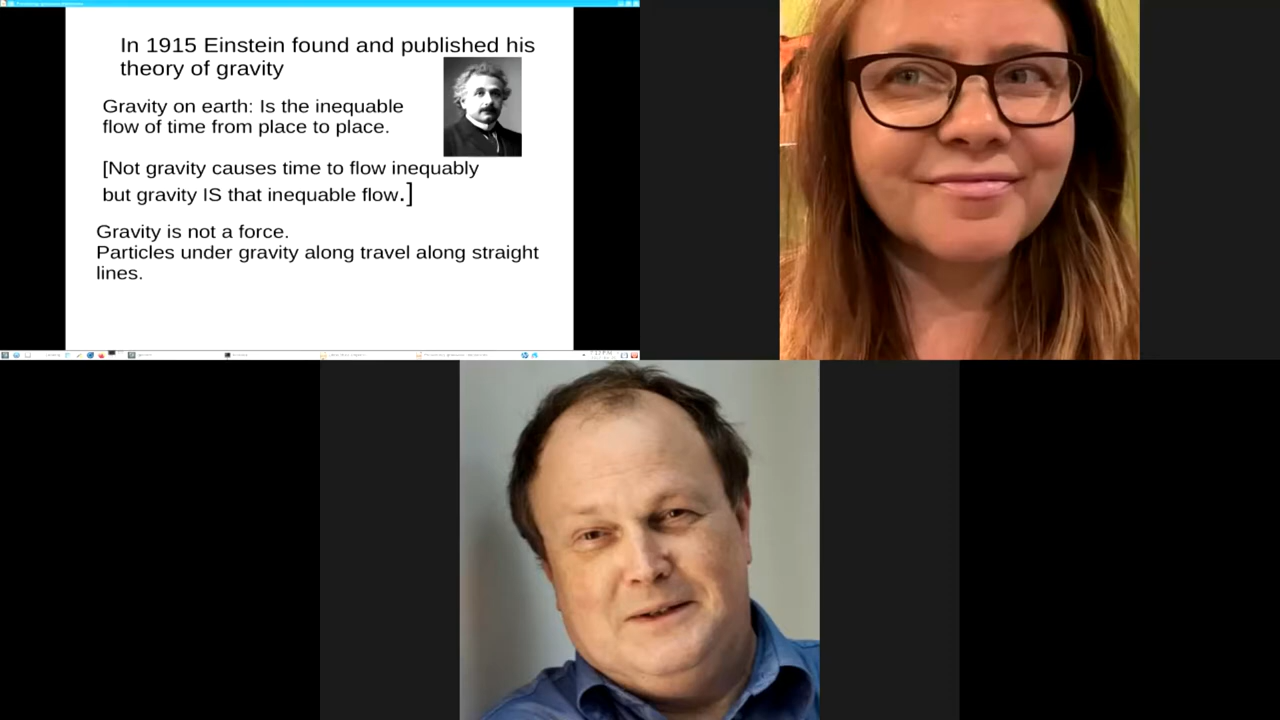 In 1915 Einstein found and published his
theory of gravity
Gravity on earth: Is the inequable
flow of time from place to place.
[Not gravity causes time to flow inequably
but gravity IS that inequable flow.]
Gravity is not a force.
Particles under gravity along travel along straight
lines.